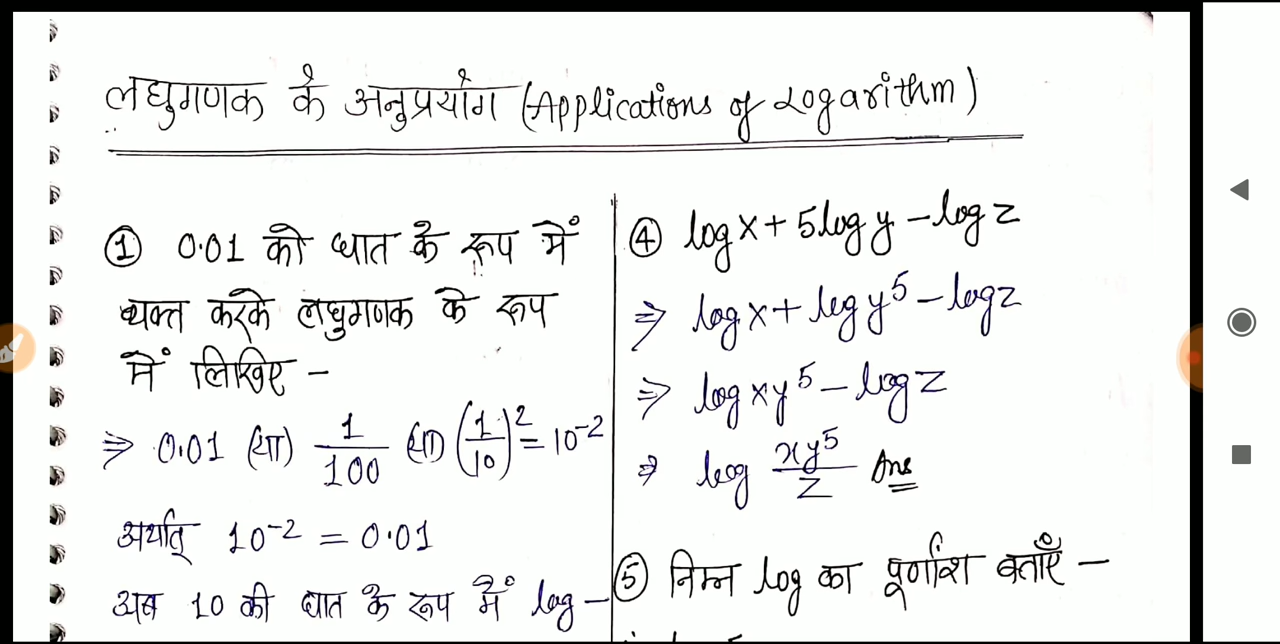 लघुगणक के अनुप्रयोग (Applications of Logarithm)
① 0.01 को घात के रूप में
व्यक्त करके लघुगणक के रूप
में लिखिए -
⇒ 0.01 (या) 1/100 (या) (1/10)² = 10⁻²
अर्थात् 10⁻² = 0.01
अब 10 की घात के रूप में log -
④ log x + 5 log y - log z
⇒ log x + log y⁵ - log z
⇒ log xy⁵ - log z
⇒ log xy⁵/z Ans
⑤ निम्न log का पूर्णांश बताएँ -